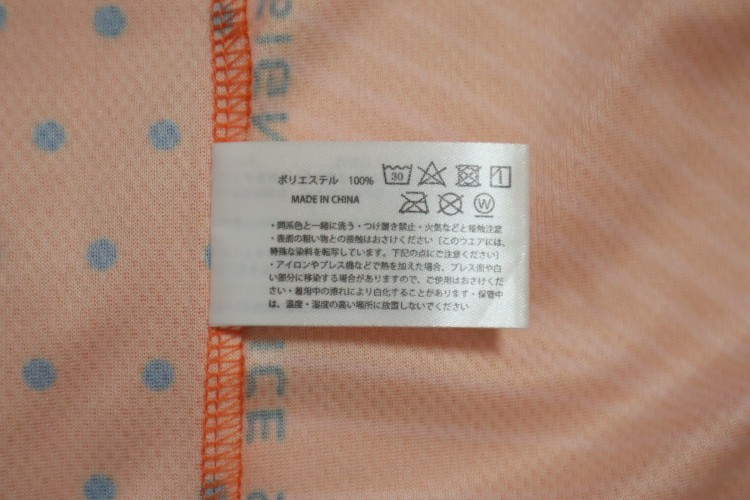 ポリエステル 100%
30
MADE IN CHINA
W
・同系色と一緒に洗う・つけ置き禁止・火気などと接触注意
・表面の粗い物との接触はおさけください［このウエアには、
特殊な染料を転写しています。下記の点にご注意ください］
・アイロンやプレス機などで熱を加えた場合、プレス面や白
い部分に移染する場合がありますので、ご使用はおさけくだ
さい・着用中の擦れにより白化することがあります・保管中
は、温度・湿度の高い場所に放置しないでください
ICE